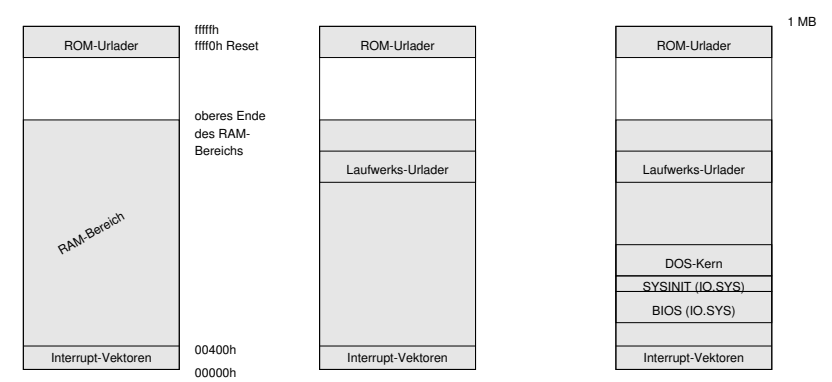 1 MB
fffffh
ROM-Urlader
ffff0h Reset
ROM-Urlader
ROM-Urlader
oberes Ende
des RAM-
Bereichs
Laufwerks-Urlader
Laufwerks-Urlader
RAM-Bereich
DOS-Kern
SYSINIT (IO.SYS)
BIOS (IO.SYS)
00400h
Interrupt-Vektoren
Interrupt-Vektoren
Interrupt-Vektoren
00000h